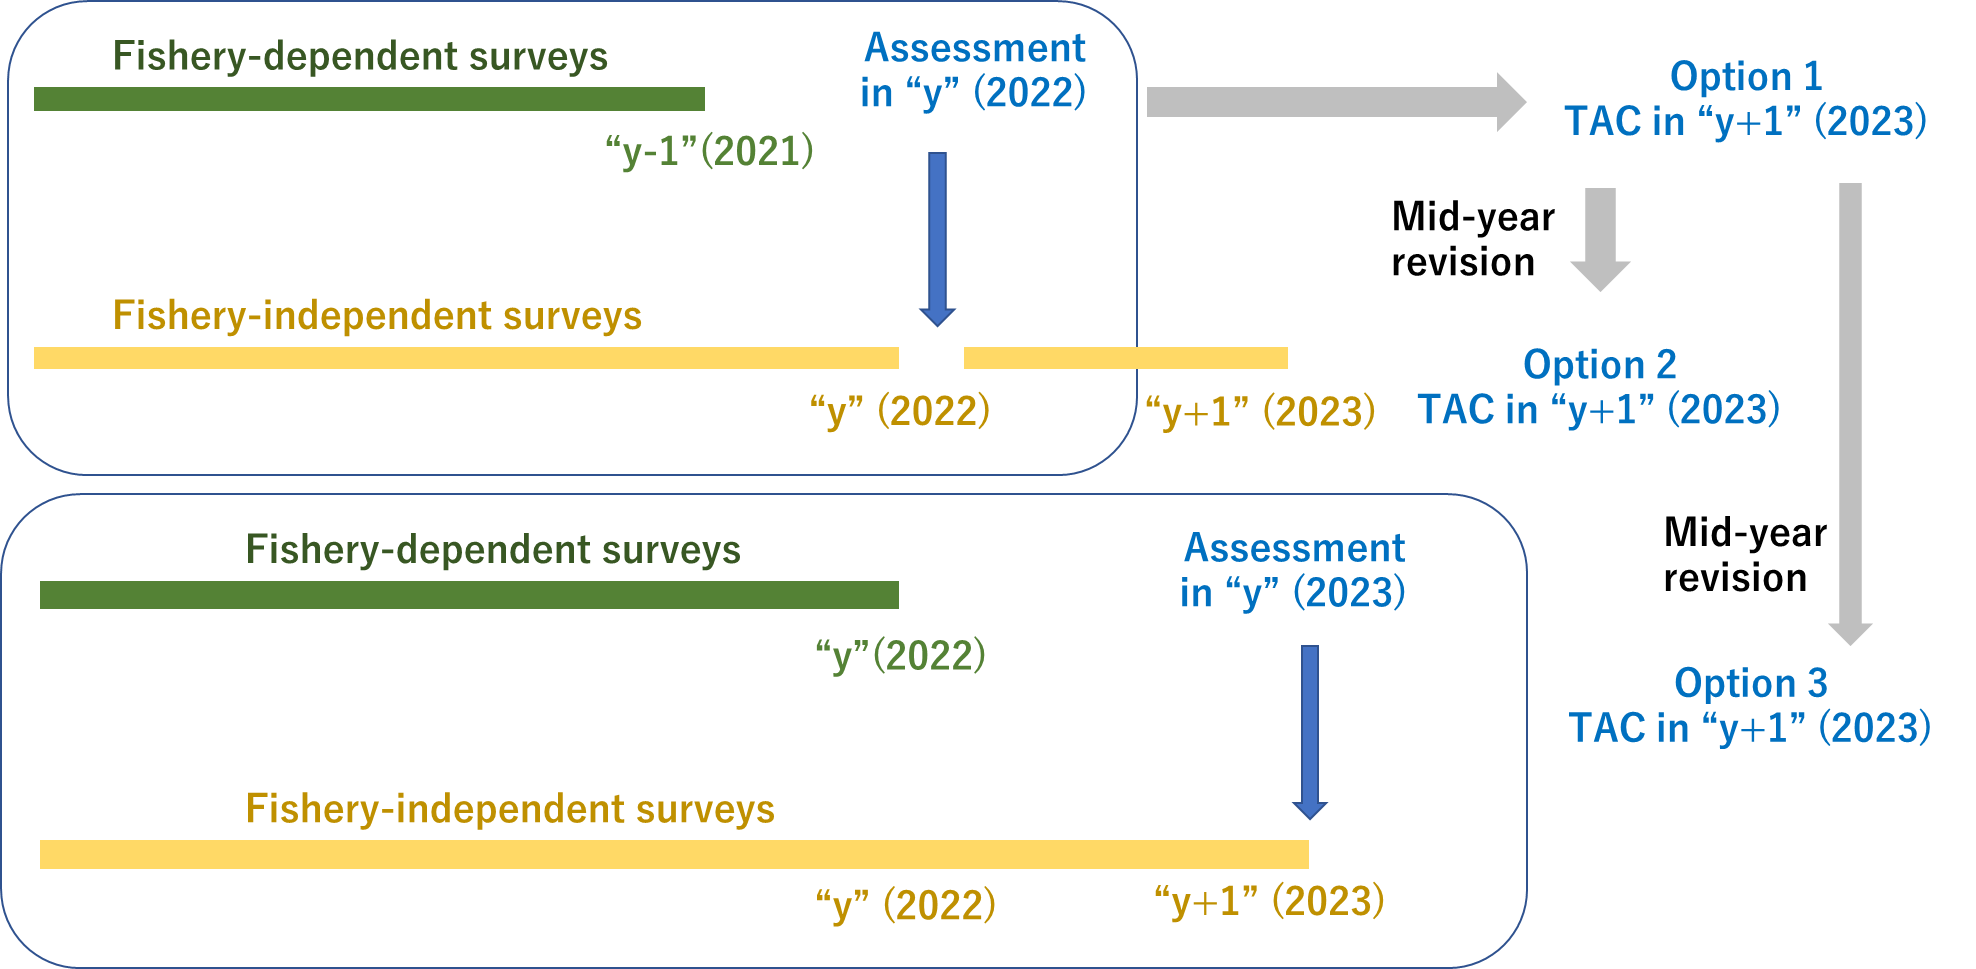 Fishery-dependent surveys
“y-1”(2021)
Assessment
in “y” (2022)
Fishery-independent surveys
“y” (2022)
“y+1” (2023)
Option 1
TAC in “y+1” (2023)
Mid-year
revision
Option 2
TAC in “y+1” (2023)
Fishery-dependent surveys
“y”(2022)
Assessment
in “y” (2023)
Fishery-independent surveys
“y” (2022)
“y+1” (2023)
Mid-year
revision
Option 3
TAC in “y+1” (2023)